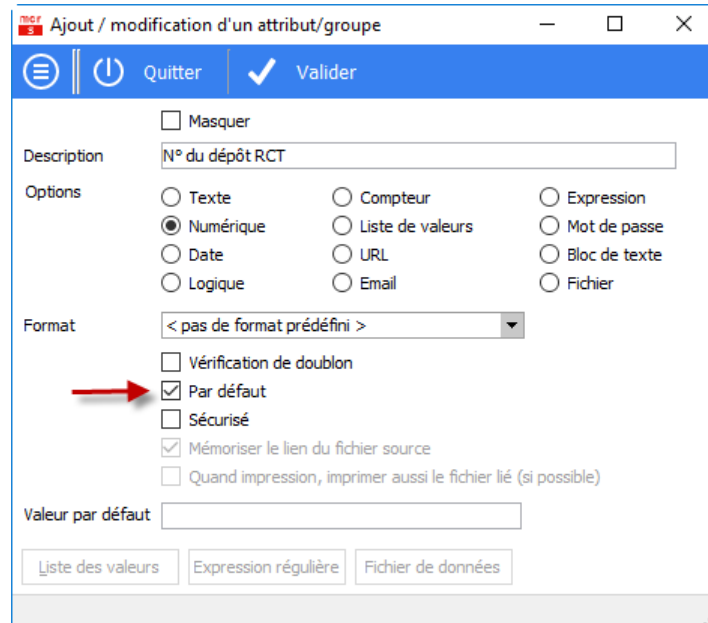 mcr s Ajout / modification d'un attribut/groupe
Quitter Valider
Masquer
Description N° du dépôt RCT
Options
Texte Compteur Expression
Numérique Liste de valeurs Mot de passe
Date URL Bloc de texte
Logique Email Fichier
Format < pas de format prédéfini >
Vérification de doublon
Par défaut
Sécurisé
Mémoriser le lien du fichier source
Quand impression, imprimer aussi le fichier lié (si possible)
Valeur par défaut
Liste des valeurs Expression régulière Fichier de données